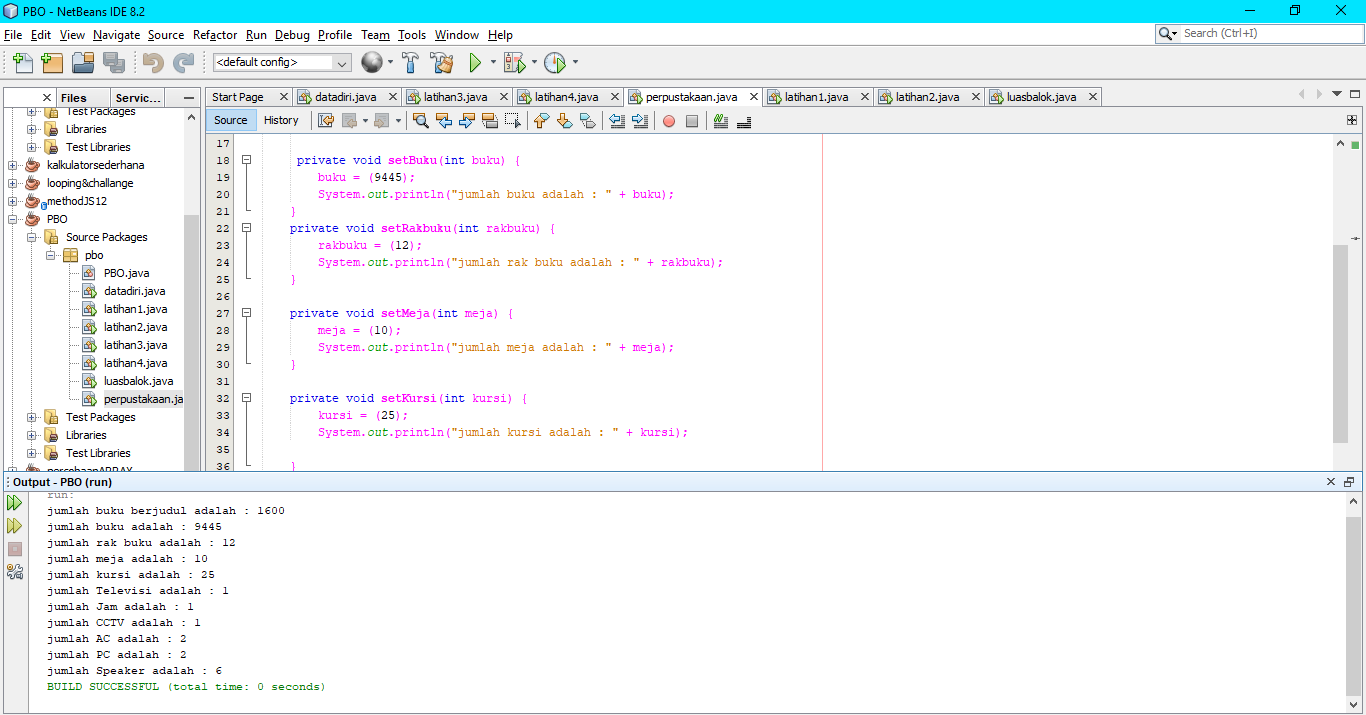 PBO - NetBeans IDE 8.2
File Edit View Navigate Source Refactor Run Debug Profile Team Tools Window Help
Search (Ctrl+I)
<default config>
Files Servic...
Start Page datadiri.java latihan3.java latihan4.java perpustakaan.java latihan1.java latihan2.java luasbalok.java
Source History
Test Packages
Libraries
Test Libraries
kalkulatorsederhana
looping&challange
methodJS12
PBO
Source Packages
pbo
PBO.java
datadiri.java
latihan1.java
latihan2.java
latihan3.java
latihan4.java
luasbalok.java
perpustakaan.ja
Test Packages
Libraries
Test Libraries
percobaanARRAY
17
18 private void setBuku(int buku) {
19 buku = (9445);
20 System.out.println("jumlah buku adalah : " + buku);
21 }
22 private void setRakbuku(int rakbuku) {
23 rakbuku = (12);
24 System.out.println("jumlah rak buku adalah : " + rakbuku);
25 }
26
27 private void setMeja(int meja) {
28 meja = (10);
29 System.out.println("jumlah meja adalah : " + meja);
30 }
31
32 private void setKursi(int kursi) {
33 kursi = (25);
34 System.out.println("jumlah kursi adalah : " + kursi);
35
36 }
Output - PBO (run)
run:
jumlah buku berjudul adalah : 1600
jumlah buku adalah : 9445
jumlah rak buku adalah : 12
jumlah meja adalah : 10
jumlah kursi adalah : 25
jumlah Televisi adalah : 1
jumlah Jam adalah : 1
jumlah CCTV adalah : 1
jumlah AC adalah : 2
jumlah PC adalah : 2
jumlah Speaker adalah : 6
BUILD SUCCESSFUL (total time: 0 seconds)